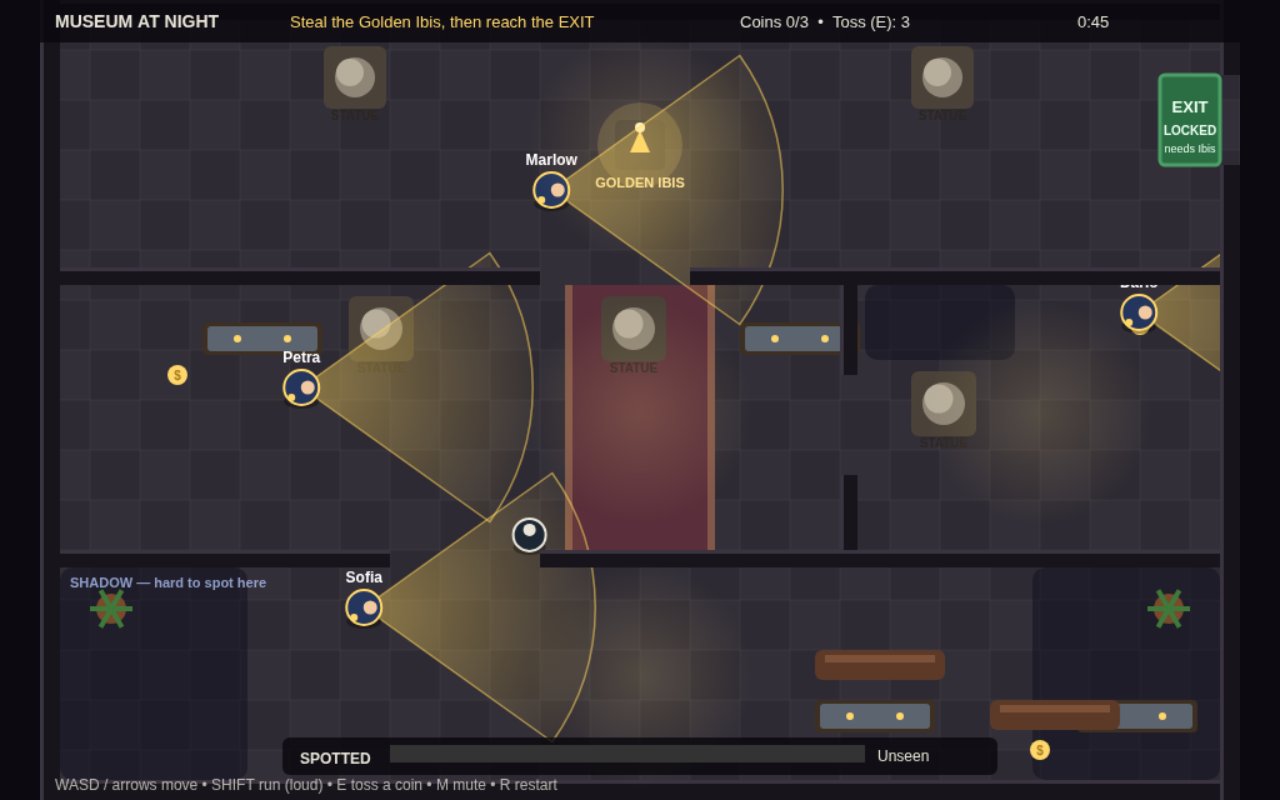 MUSEUM AT NIGHT
Steal the Golden Ibis, then reach the EXIT
Coins 0/3 • Toss (E): 3
0:45
STATUE
STATUE
EXIT
LOCKED
needs Ibis
Marlow
GOLDEN IBIS
Petra
STATUE
STATUE
$
STATUE
Sofia
SHADOW — hard to spot here
SPOTTED
Unseen
$
WASD / arrows move • SHIFT run (loud) • E toss a coin • M mute • R restart